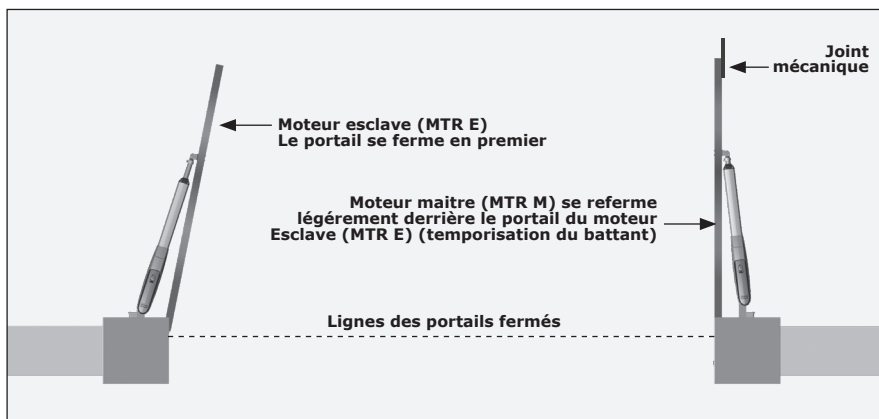 Joint
mécanique
Moteur esclave (MTR E)
Le portail se ferme en premier
Moteur maitre (MTR M) se referme
légérement derrière le portail du moteur
Esclave (MTR E) (temporisation du battant)
Lignes des portails fermés